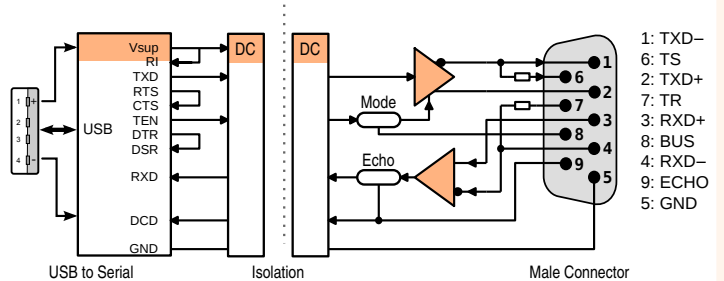 Vsup
RI
TXD
RTS
CTS
TEN
DTR
DSR
RXD
DCD
GND
USB
1 +
2
3
4 -
DC
DC
Mode
Echo
1
6
2
7
3
8
4
9
5
1: TXD–
6: TS
2: TXD+
7: TR
3: RXD+
8: BUS
4: RXD–
9: ECHO
5: GND
USB to Serial
Isolation
Male Connector